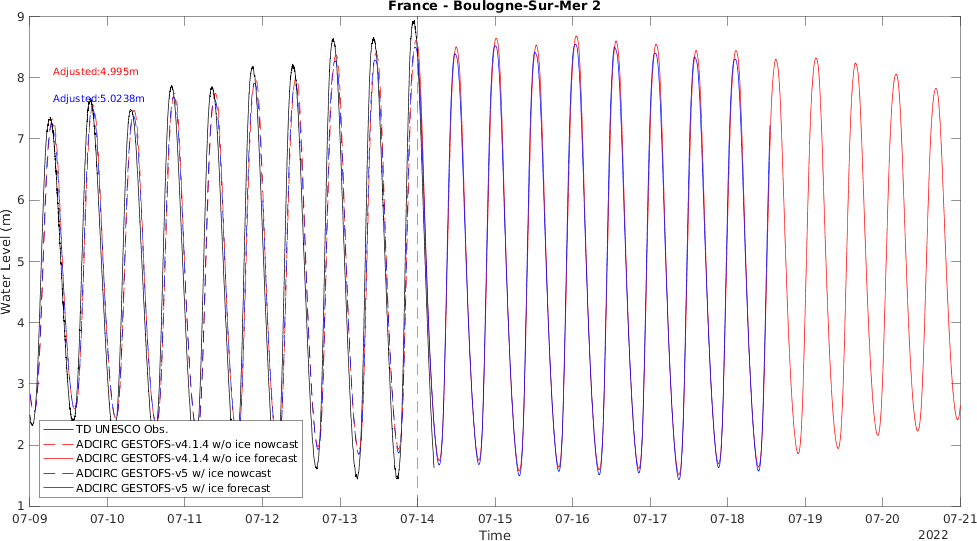 France - Boulogne-Sur-Mer 2
9
8
7
6
5
4
3
2
1
Water Level (m)
Adjusted:4.995m
Adjusted:5.0238m
TD UNESCO Obs.
ADCIRC GESTOFS-v4.1.4 w/o ice nowcast
ADCIRC GESTOFS-v4.1.4 w/o ice forecast
ADCIRC GESTOFS-v5 w/ ice nowcast
ADCIRC GESTOFS-v5 w/ ice forecast
07-09 07-10 07-11 07-12 07-13 07-14 07-15 07-16 07-17 07-18 07-19 07-20 07-21
Time
2022